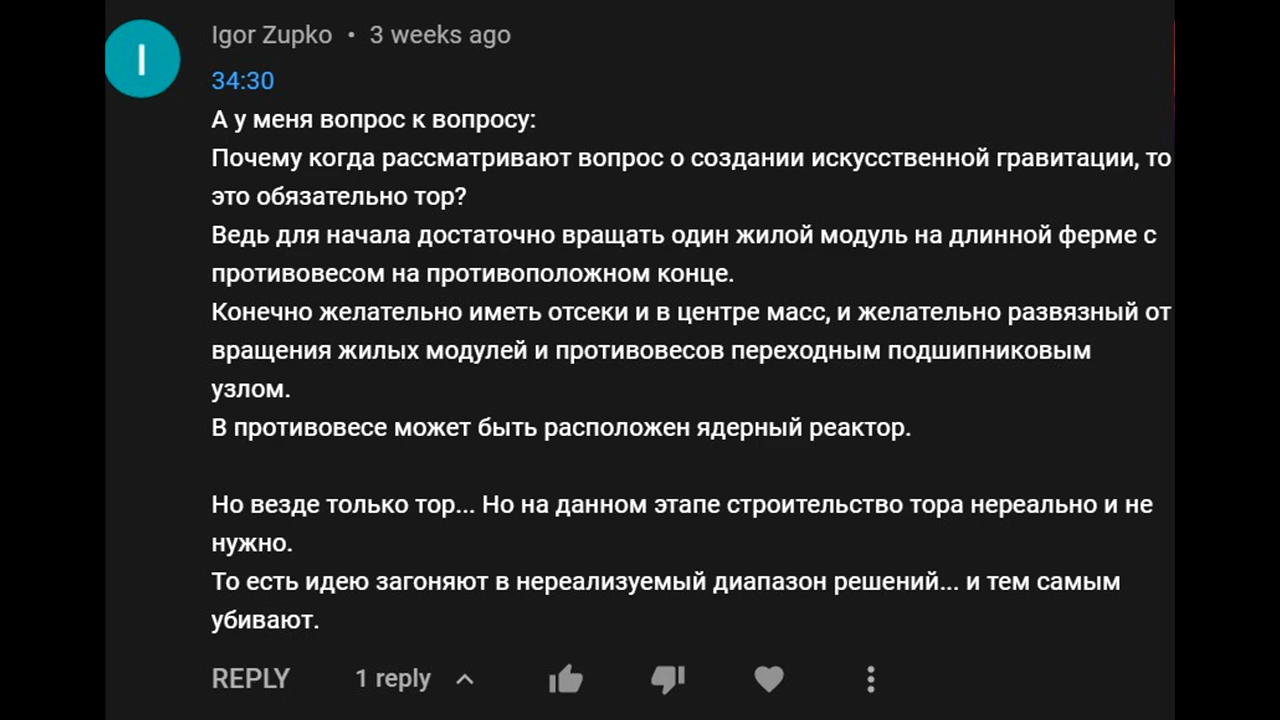 I
Igor Zupko • 3 weeks ago
34:30
А у меня вопрос к вопросу:
Почему когда рассматривают вопрос о создании искусственной гравитации, то
это обязательно тор?
Ведь для начала достаточно вращать один жилой модуль на длинной ферме с
противовесом на противоположном конце.
Конечно желательно иметь отсеки и в центре масс, и желательно развязный от
вращения жилых модулей и противовесов переходным подшипниковым
узлом.
В противовесе может быть расположен ядерный реактор.
Но везде только тор... Но на данном этапе строительство тора нереально и не
нужно.
То есть идею загоняют в нереализуемый диапазон решений... и тем самым
убивают.
REPLY 1 reply